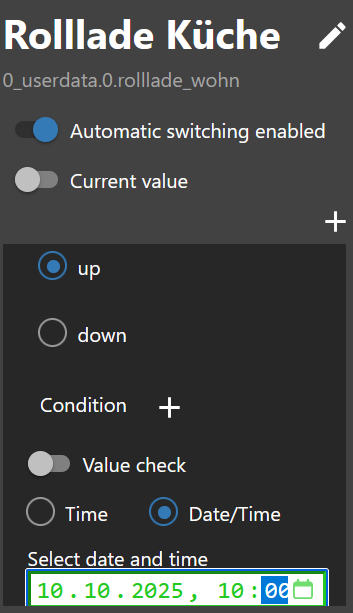 Rolllade Küche
0_userdata.0.rolllade_wohn
Automatic switching enabled
Current value
up
down
Condition
Value check
Time Date/Time
Select date and time
10.10.2025, 10:00